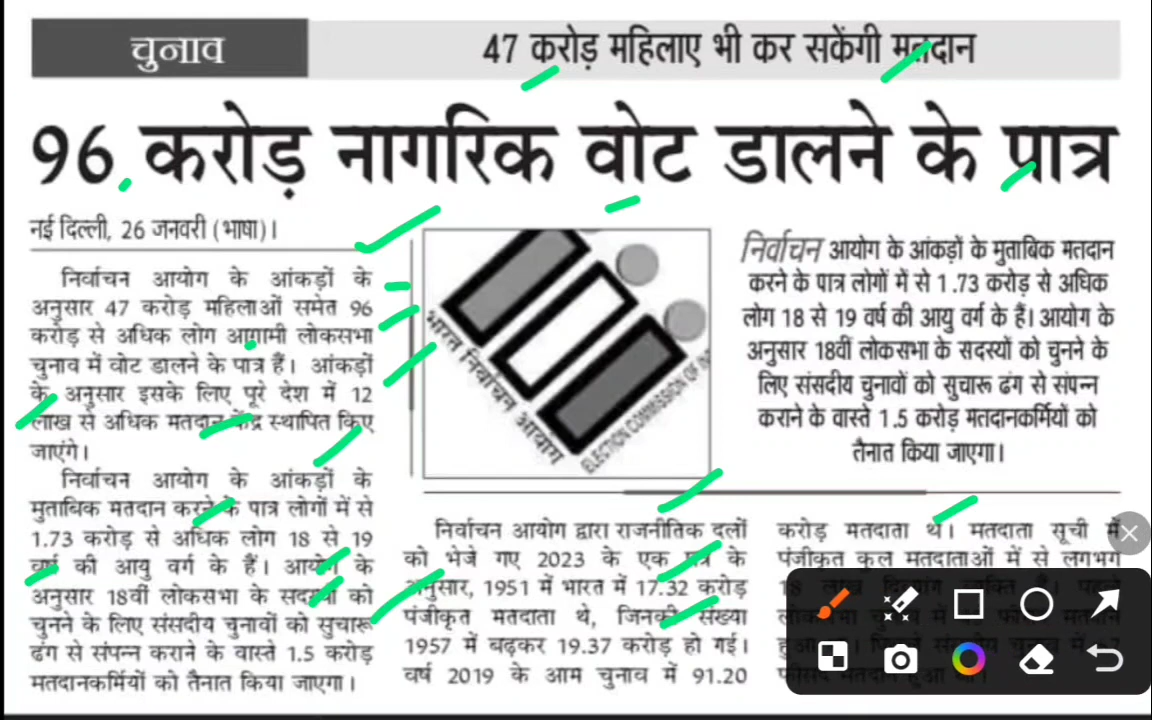 चुनाव
47 करोड़ महिलाए भी कर सकेंगी मतदान
96 करोड़ नागरिक वोट डालने के पात्र
नई दिल्ली, 26 जनवरी (भाषा)।
निर्वाचन आयोग के आंकड़ों के
अनुसार 47 करोड़ महिलाओं समेत 96
करोड़ से अधिक लोग आगामी लोकसभा
चुनाव में वोट डालने के पात्र हैं। आंकड़ों
के अनुसार इसके लिए पूरे देश में 12
लाख से अधिक मतदान केंद्र स्थापित किए
जाएंगे।
निर्वाचन आयोग के आंकड़ों के
मुताबिक मतदान करने के पात्र लोगों में से
1.73 करोड़ से अधिक लोग 18 से 19
वर्ष की आयु वर्ग के हैं। आयोग के
अनुसार 18वीं लोकसभा के सदस्यों को
चुनने के लिए संसदीय चुनावों को सुचारू
ढंग से संपन्न कराने के वास्ते 1.5 करोड़
मतदानकर्मियों को तैनात किया जाएगा।
भारत निर्वाचन आयोग
ELECTION COMMISSION OF
निर्वाचन आयोग के आंकड़ों के मुताबिक मतदान
करने के पात्र लोगों में से 1.73 करोड़ से अधिक
लोग 18 से 19 वर्ष की आयु वर्ग के हैं। आयोग के
अनुसार 18वीं लोकसभा के सदस्यों को चुनने के
लिए संसदीय चुनावों को सुचारू ढंग से संपन्न
कराने के वास्ते 1.5 करोड़ मतदानकर्मियों को
तैनात किया जाएगा।
निर्वाचन आयोग द्वारा राजनीतिक दलों
को भेजे गए 2023 के एक पत्र के
अनुसार, 1951 में भारत में 17.32 करोड़
पंजीकृत मतदाता थे, जिनकी संख्या
1957 में बढ़कर 19.37 करोड़ हो गई।
वर्ष 2019 के आम चुनाव में 91.20
करोड़ मतदाता थे। मतदाता सूची में
पंजीकृत कुल मतदाताओं में से लगभग